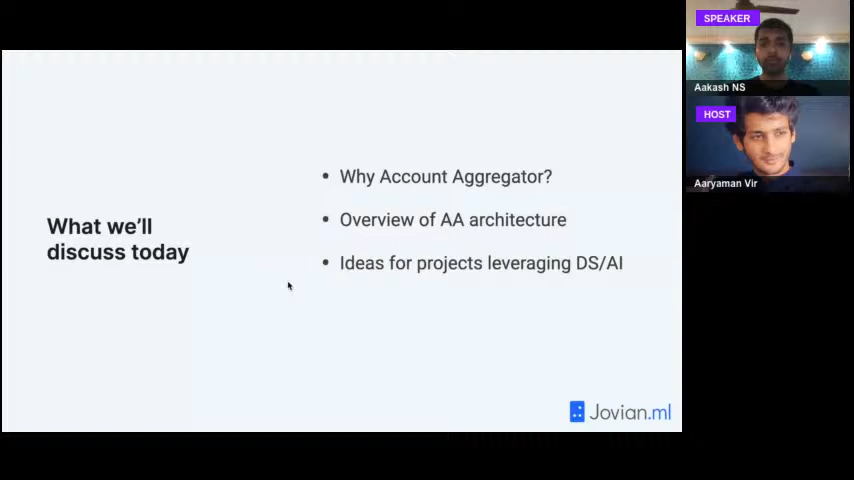 What we'll
discuss today
• Why Account Aggregator?
• Overview of AA architecture
• Ideas for projects leveraging DS/AI
Jovian.ml
SPEAKER
Aakash NS
HOST
Aaryaman Vir